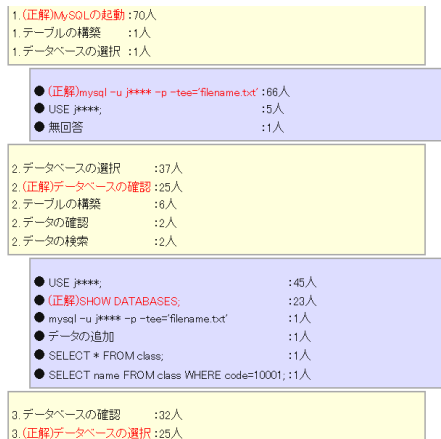 1.(正解)MySQLの起動:70人
1.テーブルの構築 :1人
1.データベースの選択 :1人
● (正解)mysql -u j**** -p -tee='filename.txt' :66人
● USE j****; :5人
● 無回答 :1人
2.データベースの選択 :37人
2.(正解)データベースの確認 :25人
2.テーブルの構築 :6人
2.データの確認 :2人
2.データの検索 :2人
● USE j****; :45人
● (正解)SHOW DATABASES; :23人
● mysql -u j**** -p -tee='filename.txt' :1人
● データの追加 :1人
● SELECT * FROM class; :1人
● SELECT name FROM class WHERE code=10001; :1人
3.データベースの確認 :32人
3.(正解)データベースの選択 :25人